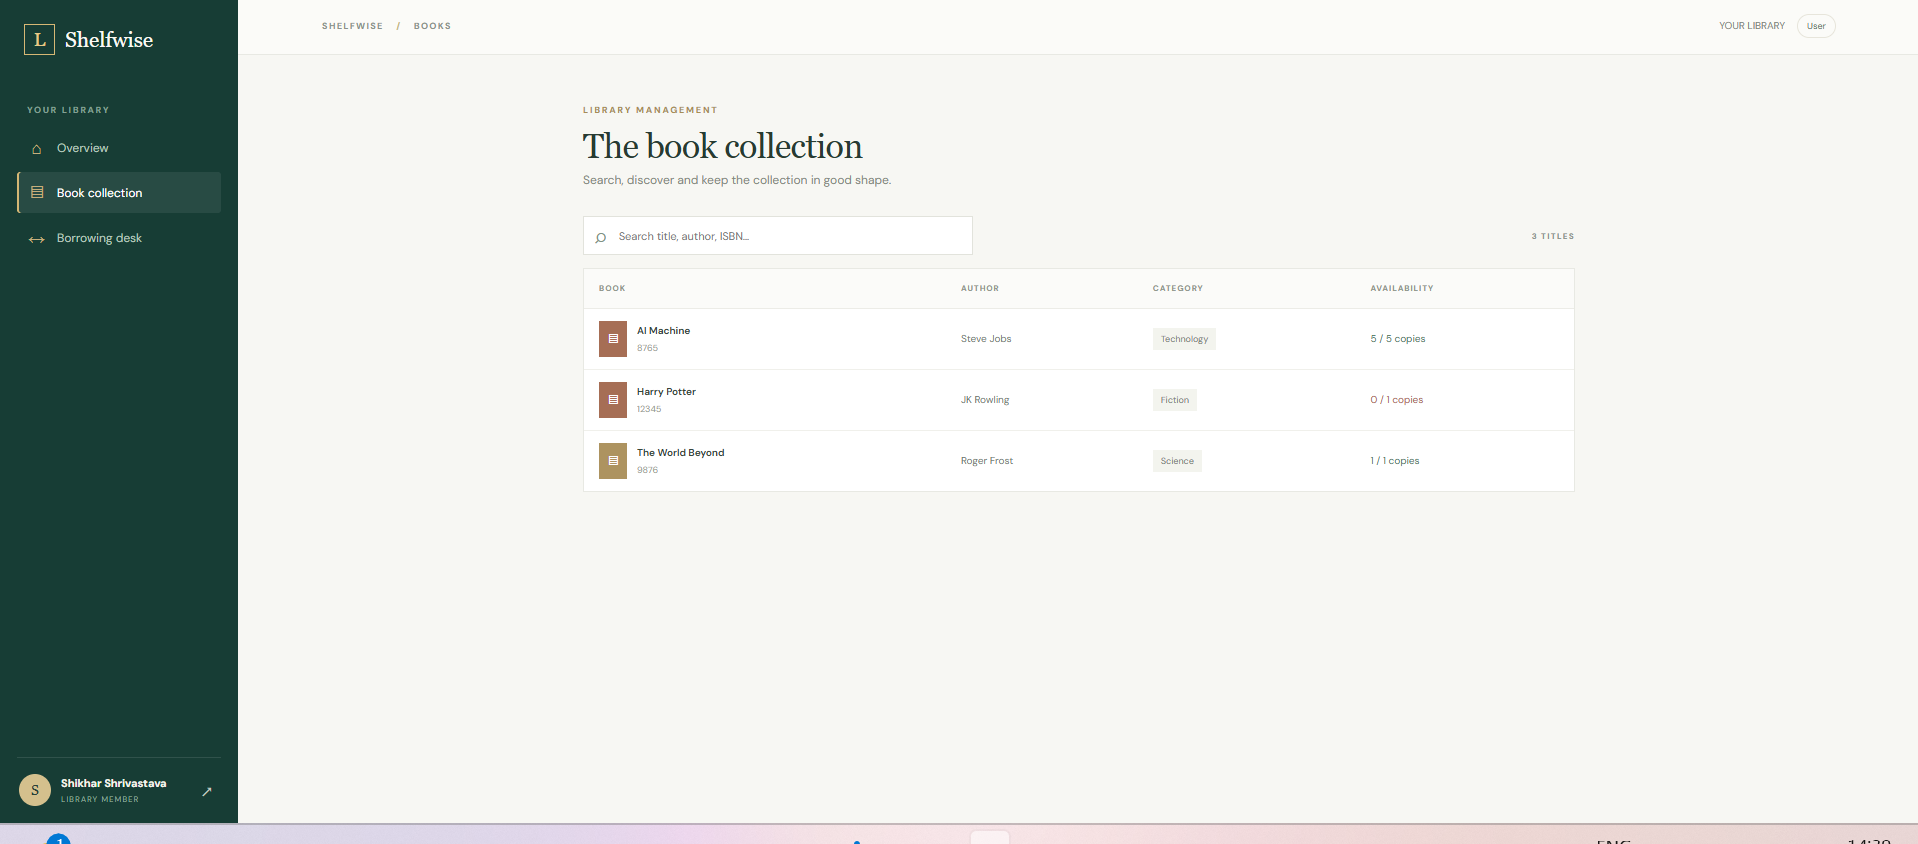 L Shelfwise
YOUR LIBRARY
Overview
Book collection
Borrowing desk
S
Shikhar Shrivastava
LIBRARY MEMBER
SHELFWISE / BOOKS
YOUR LIBRARY User
LIBRARY MANAGEMENT
The book collection
Search, discover and keep the collection in good shape.
Search title, author, ISBN...
3 TITLES
BOOK AUTHOR CATEGORY AVAILABILITY
AI Machine
8765
Steve Jobs Technology 5 / 5 copies
Harry Potter
12345
JK Rowling Fiction 0 / 1 copies
The World Beyond
9876
Roger Frost Science 1 / 1 copies